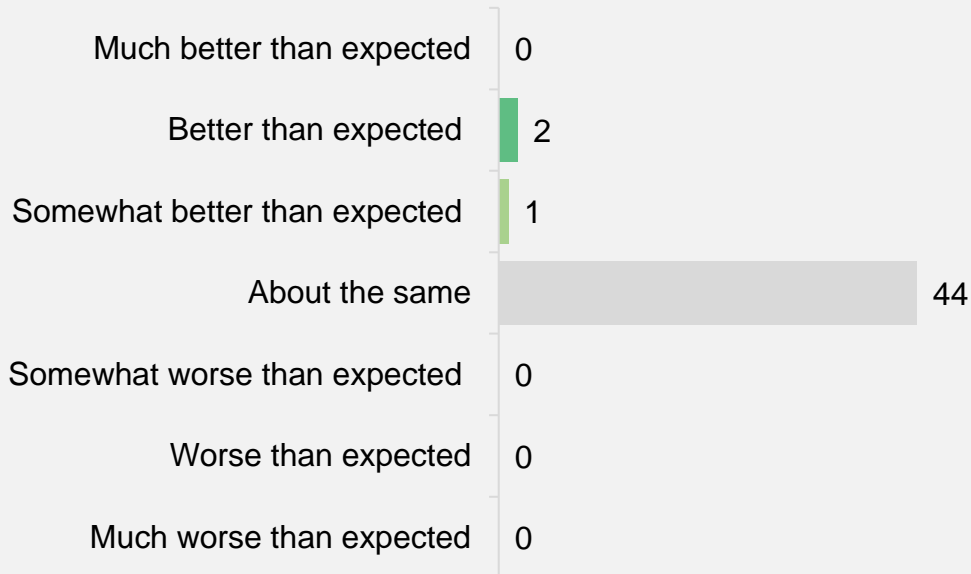 Much better than expected 0
Better than expected 2
Somewhat better than expected 1
About the same 44
Somewhat worse than expected 0
Worse than expected 0
Much worse than expected 0